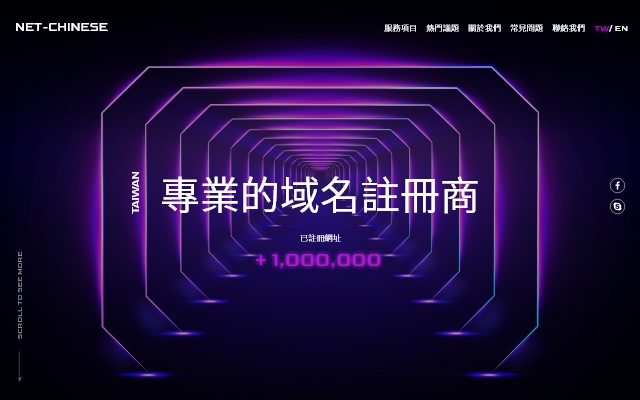 NET-CHINESE
服務項目 熱門議題 關於我們 常見問題 聯絡我們 TW/ EN
TAIWAN
專業的域名註冊商
已註冊網址
+1,000,000
SCROLL TO SEE MORE